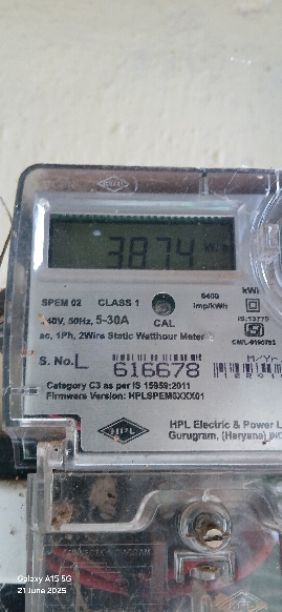 3874
SPEM 02 CLASS 1 6400 imp/kWh
240V, 50Hz, 5-30A CAL IS:13779
ac, 1Ph, 2Wire Static Watthour Meter
S. No. L 616678 M/Yr
Category C3 as per IS 15959:2011
Firmware Version: HPLSPEM0XXX01
HPL
HPL Electric & Power L
Gurugram, (Haryana)
Galaxy A15 5G
21 June 2025